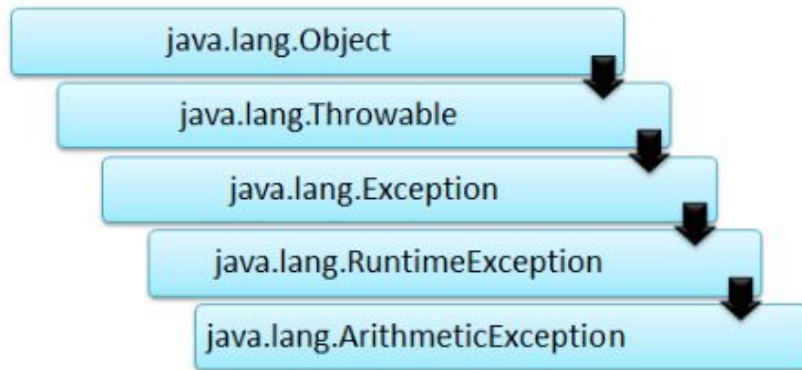 java.lang.Object
java.lang.Throwable
java.lang.Exception
java.lang.RuntimeException
java.lang.ArithmeticException